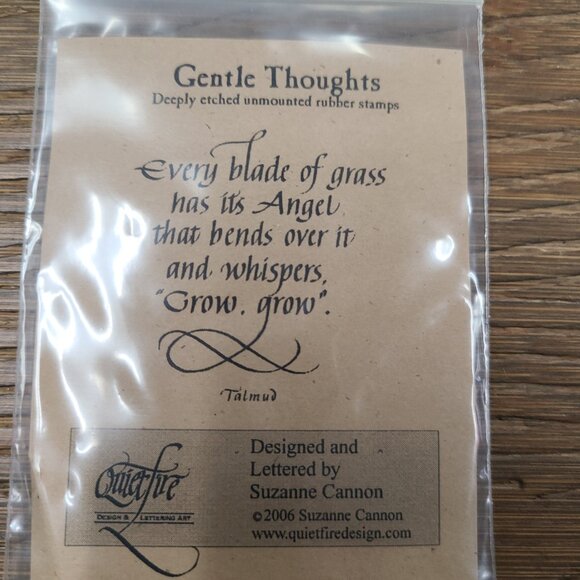 Gentle Thoughts
Deeply etched unmounted rubber stamps
Every blade of grass
has its Angel
that bends over it
and whispers,
"Grow, grow".
Talmud
Quietfire
DESIGN & LETTERING ART
Designed and
Lettered by
Suzanne Cannon
©2006 Suzanne Cannon
www.quietfiredesign.com